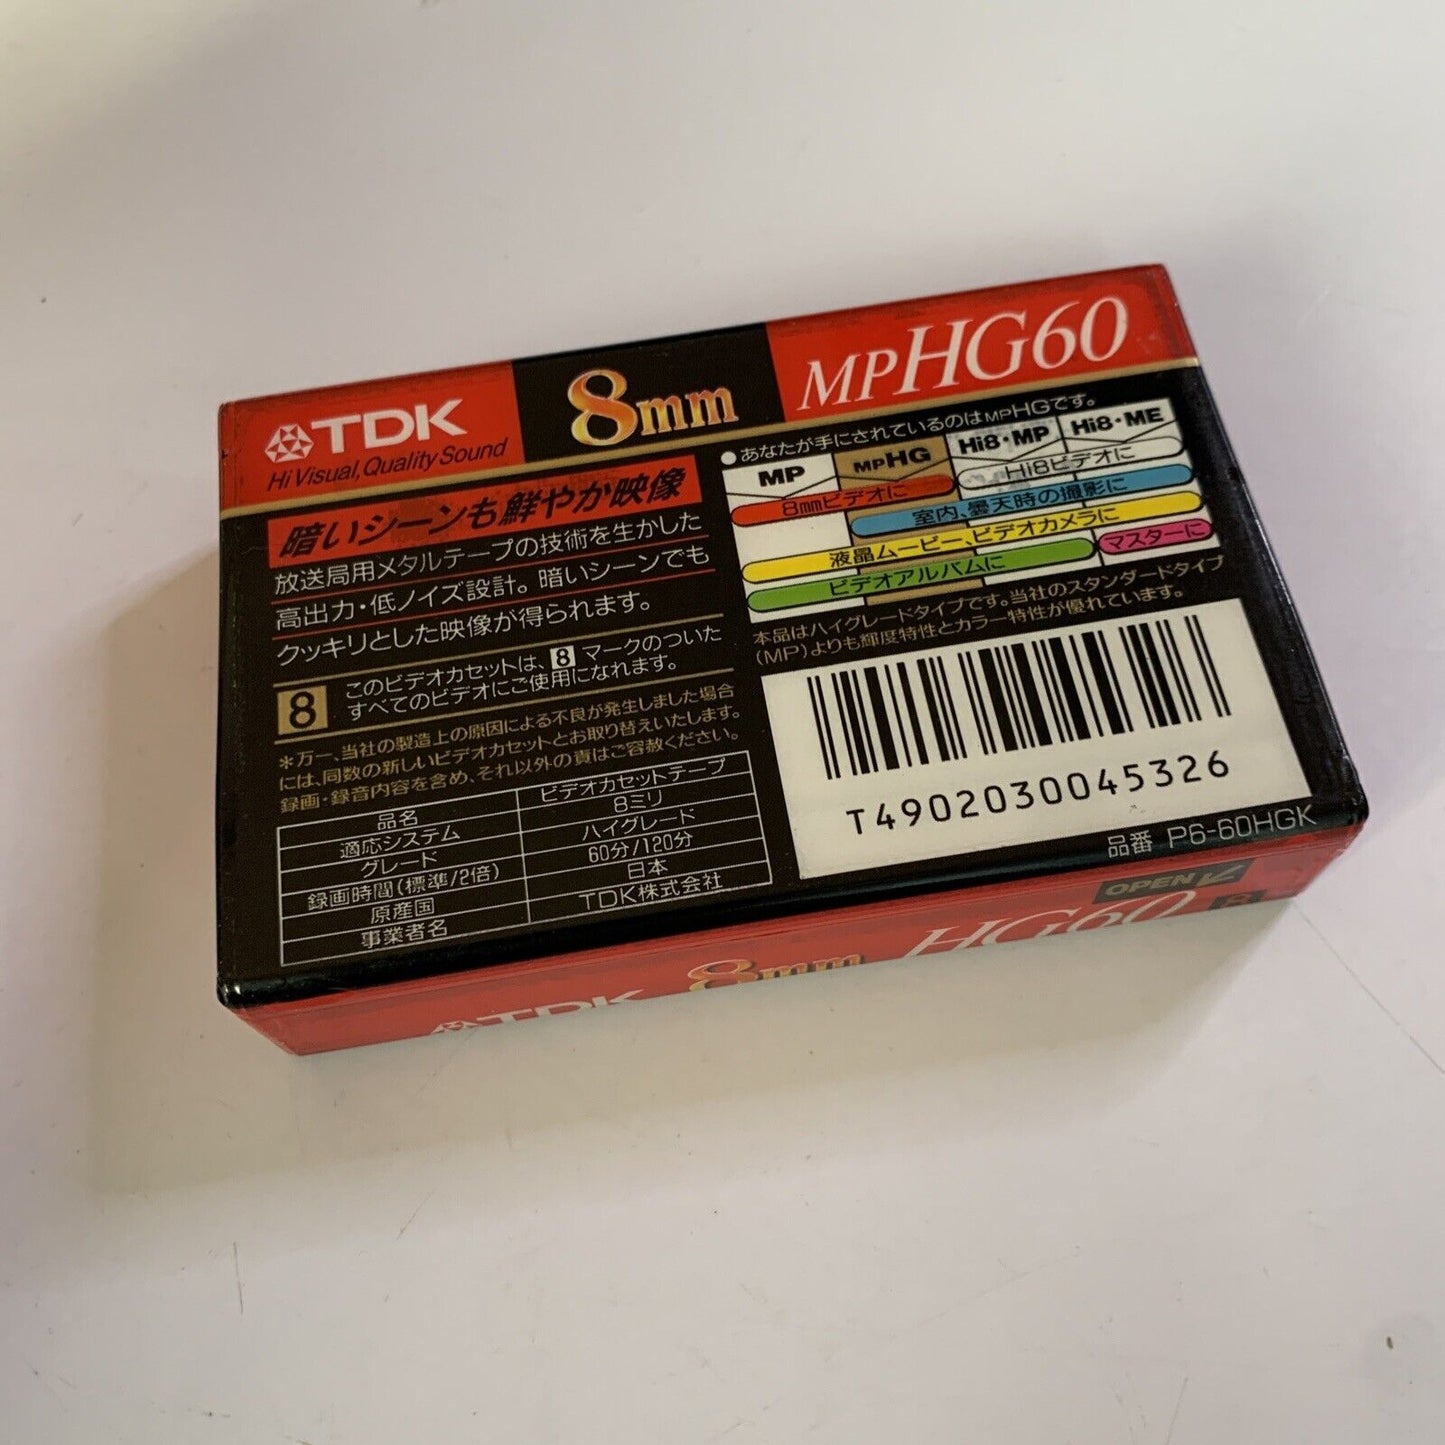 TDK
Hi Visual, Quality Sound
8mm
MPHG60
暗いシーンも鮮やか映像
放送局用メタルテープの技術を生かした
高出力・低ノイズ設計。暗いシーンでも
クッキリとした映像が得られます。
8
このビデオカセットは、8マークのついた
すべてのビデオにご使用になれます。
*万一、当社の製造上の原因による不良が発生しました場合
には、同数の新しいビデオカセットとお取り替えいたします。
録画・録音内容を含め、それ以外の責はご容赦ください。
品名 ビデオカセットテープ
適応システム 8ミリ
グレード ハイグレード
録画時間(標準/2倍) 60分/120分
原産国 日本
事業者名 TDK株式会社
●あなたが手にされているのはMPHGです。
MP MPHG Hi8・MP Hi8・ME
8mmビデオに Hi8ビデオに
室内、曇天時の撮影に
液晶ムービー、ビデオカメラに
ビデオアルバムに マスターに
本品はハイグレードタイプです。当社のスタンダードタイプ
(MP)よりも輝度特性とカラー特性が優れています。
T4902030045326
品番 P6-60HGK
OPEN
TDK 8mm HG60 8